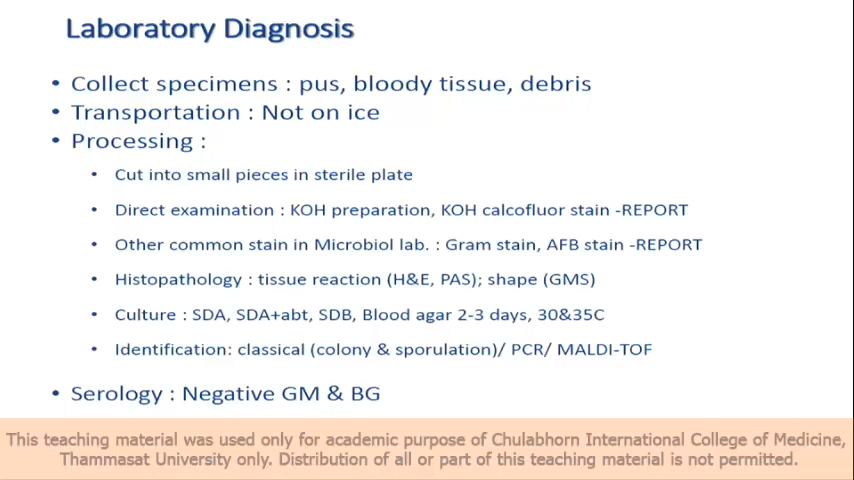 Laboratory Diagnosis
• Collect specimens : pus, bloody tissue, debris
• Transportation : Not on ice
• Processing :
• Cut into small pieces in sterile plate
• Direct examination : KOH preparation, KOH calcofluor stain -REPORT
• Other common stain in Microbiol lab. : Gram stain, AFB stain -REPORT
• Histopathology : tissue reaction (H&E, PAS); shape (GMS)
• Culture : SDA, SDA+abt, SDB, Blood agar 2-3 days, 30&35C
• Identification: classical (colony & sporulation)/ PCR/ MALDI-TOF
• Serology : Negative GM & BG
This teaching material was used only for academic purpose of Chulabhorn International College of Medicine,
Thammasat University only. Distribution of all or part of this teaching material is not permitted.